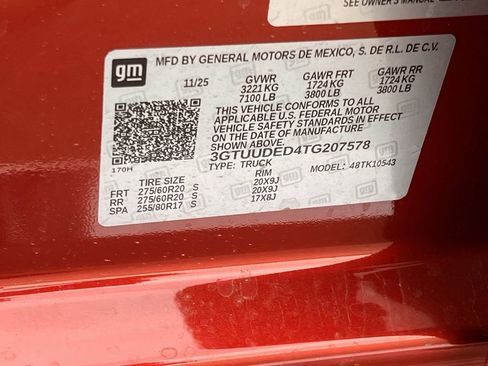 SEE OWNER'S MANUAL
gm
MFD BY GENERAL MOTORS DE MEXICO, S. DE R.L. DE C.V.
11/25 GVWR GAWR FRT GAWR RR
3221 KG 1724 KG 1724 KG
7100 LB 3800 LB 3800 LB
THIS VEHICLE CONFORMS TO ALL
APPLICABLE U.S. FEDERAL MOTOR
VEHICLE SAFETY STANDARDS IN EFFECT
ON THE DATE OF MANUFACTURE
3GTUUDED4TG207578
170H TYPE: TRUCK MODEL: 48TK10543
TIRE SIZE RIM
FRT 275/60R20 S 20X9J
RR 275/60R20 S 20X9J
SPA 255/80R17 S 17X8J